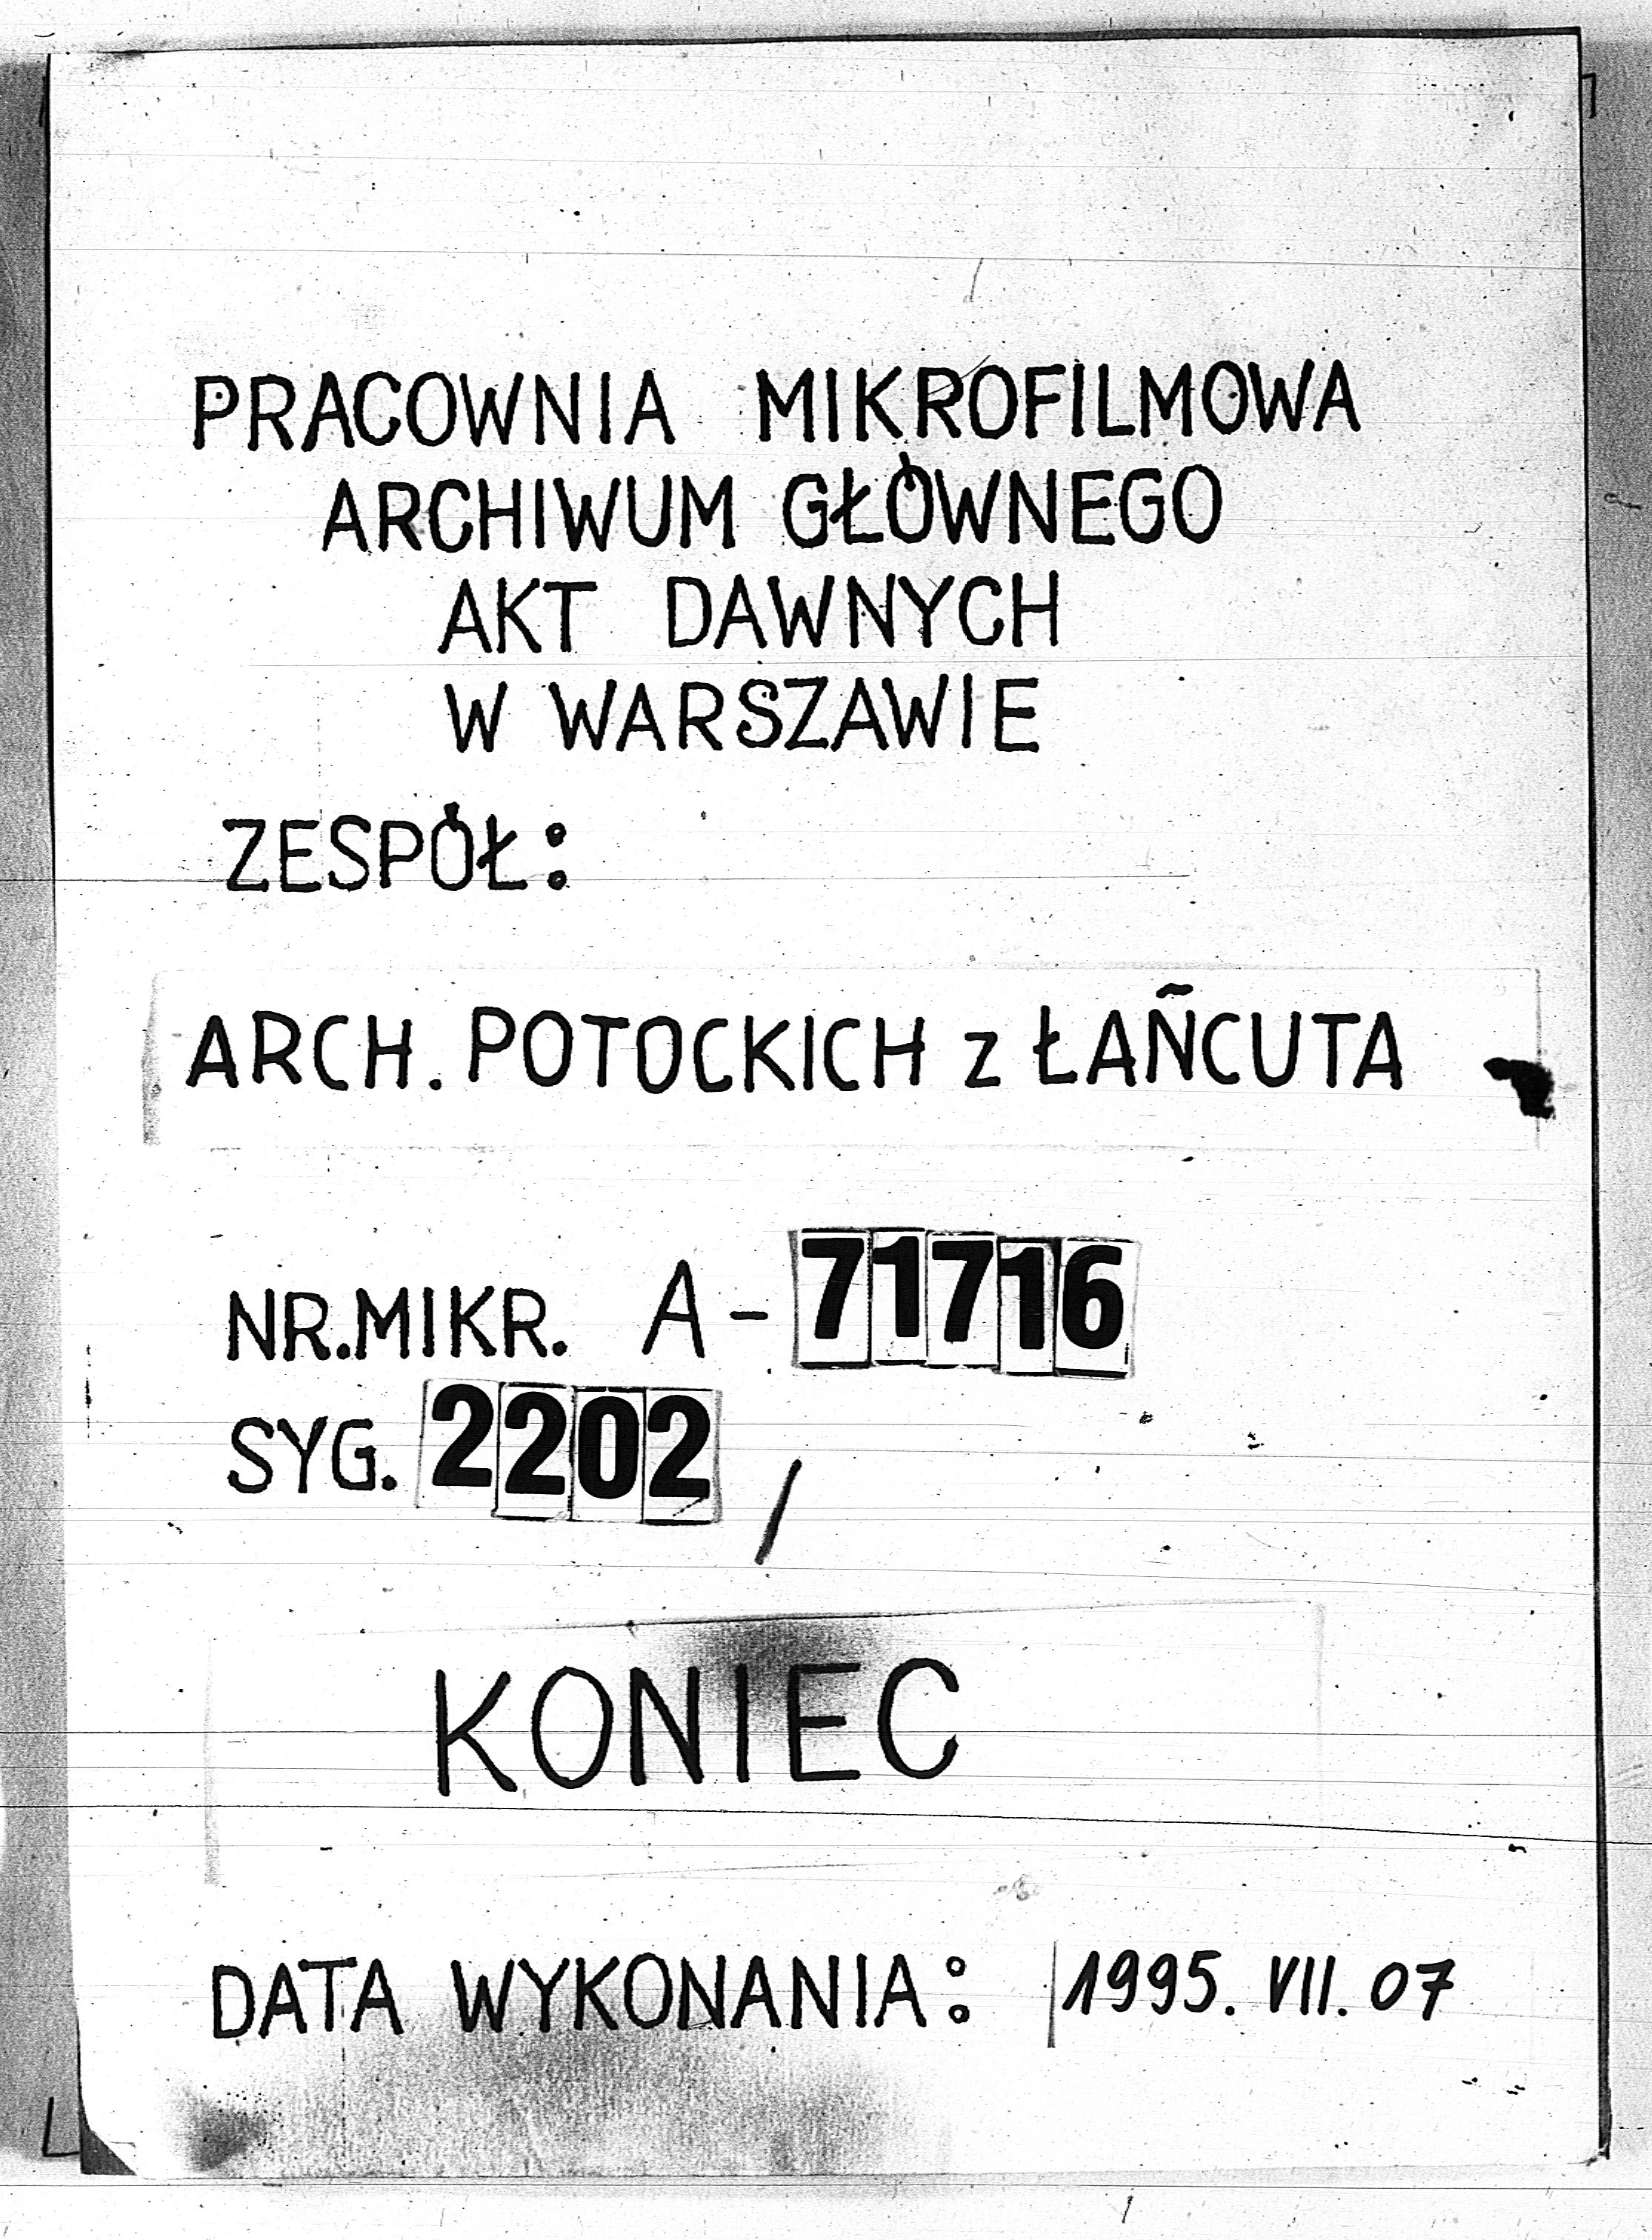 PRACOWNIA MIKROFILMOWA
ARCHIWUM GŁÓWNEGO
AKT DAWNYCH
W WARSZAWIE
ZESPÓŁ:
ARCH. POTOCKICH z ŁAŃCUTA
NR.MIKR. A-71716
SYG. 2202 /
KONIEC
DATA WYKONANIA: 1995. VII. 07